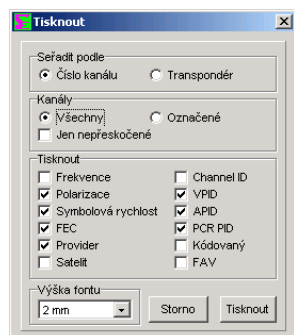 Tisknout
Seřadit podle
Číslo kanálu Transpondér
Kanály
Všechny Označené
Jen nepřeskočené
Tisknout
Frekvence Channel ID
Polarizace VPID
Symbolová rychlost APID
FEC PCR PID
Provider Kódovaný
Satelit FAV
Výška fontu
2 mm Storno Tisknout